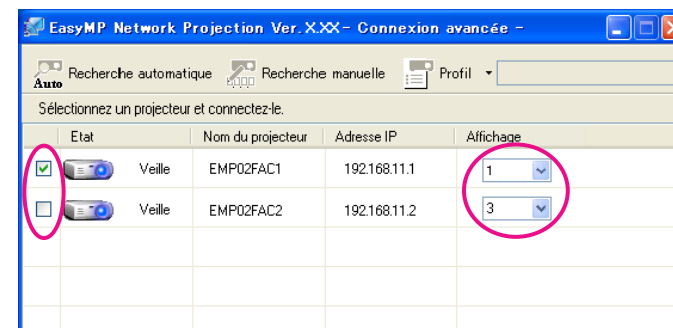 EasyMP Network Projection Ver.X.XX- Connexion avancée -
Auto Recherche automatique Recherche manuelle Profil
Sélectionnez un projecteur et connectez-le.
Etat Nom du projecteur Adresse IP Affichage
Veille EMP02FAC1 192.168.11.1 1
Veille EMP02FAC2 192.168.11.2 3